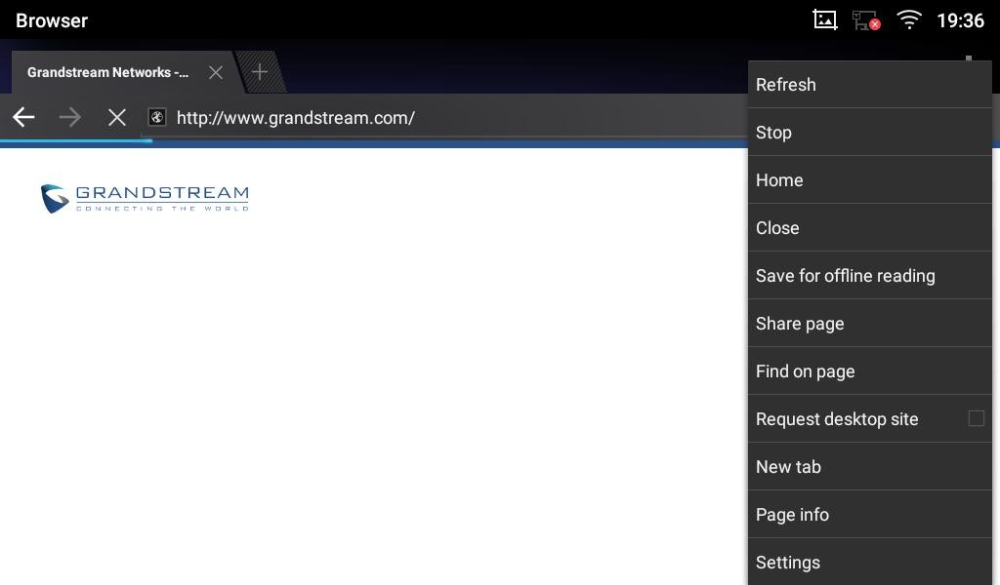 Browser
19:36
Grandstream Networks -...
http://www.grandstream.com/
GRANDSTREAM
CONNECTING THE WORLD
Refresh
Stop
Home
Close
Save for offline reading
Share page
Find on page
Request desktop site
New tab
Page info
Settings